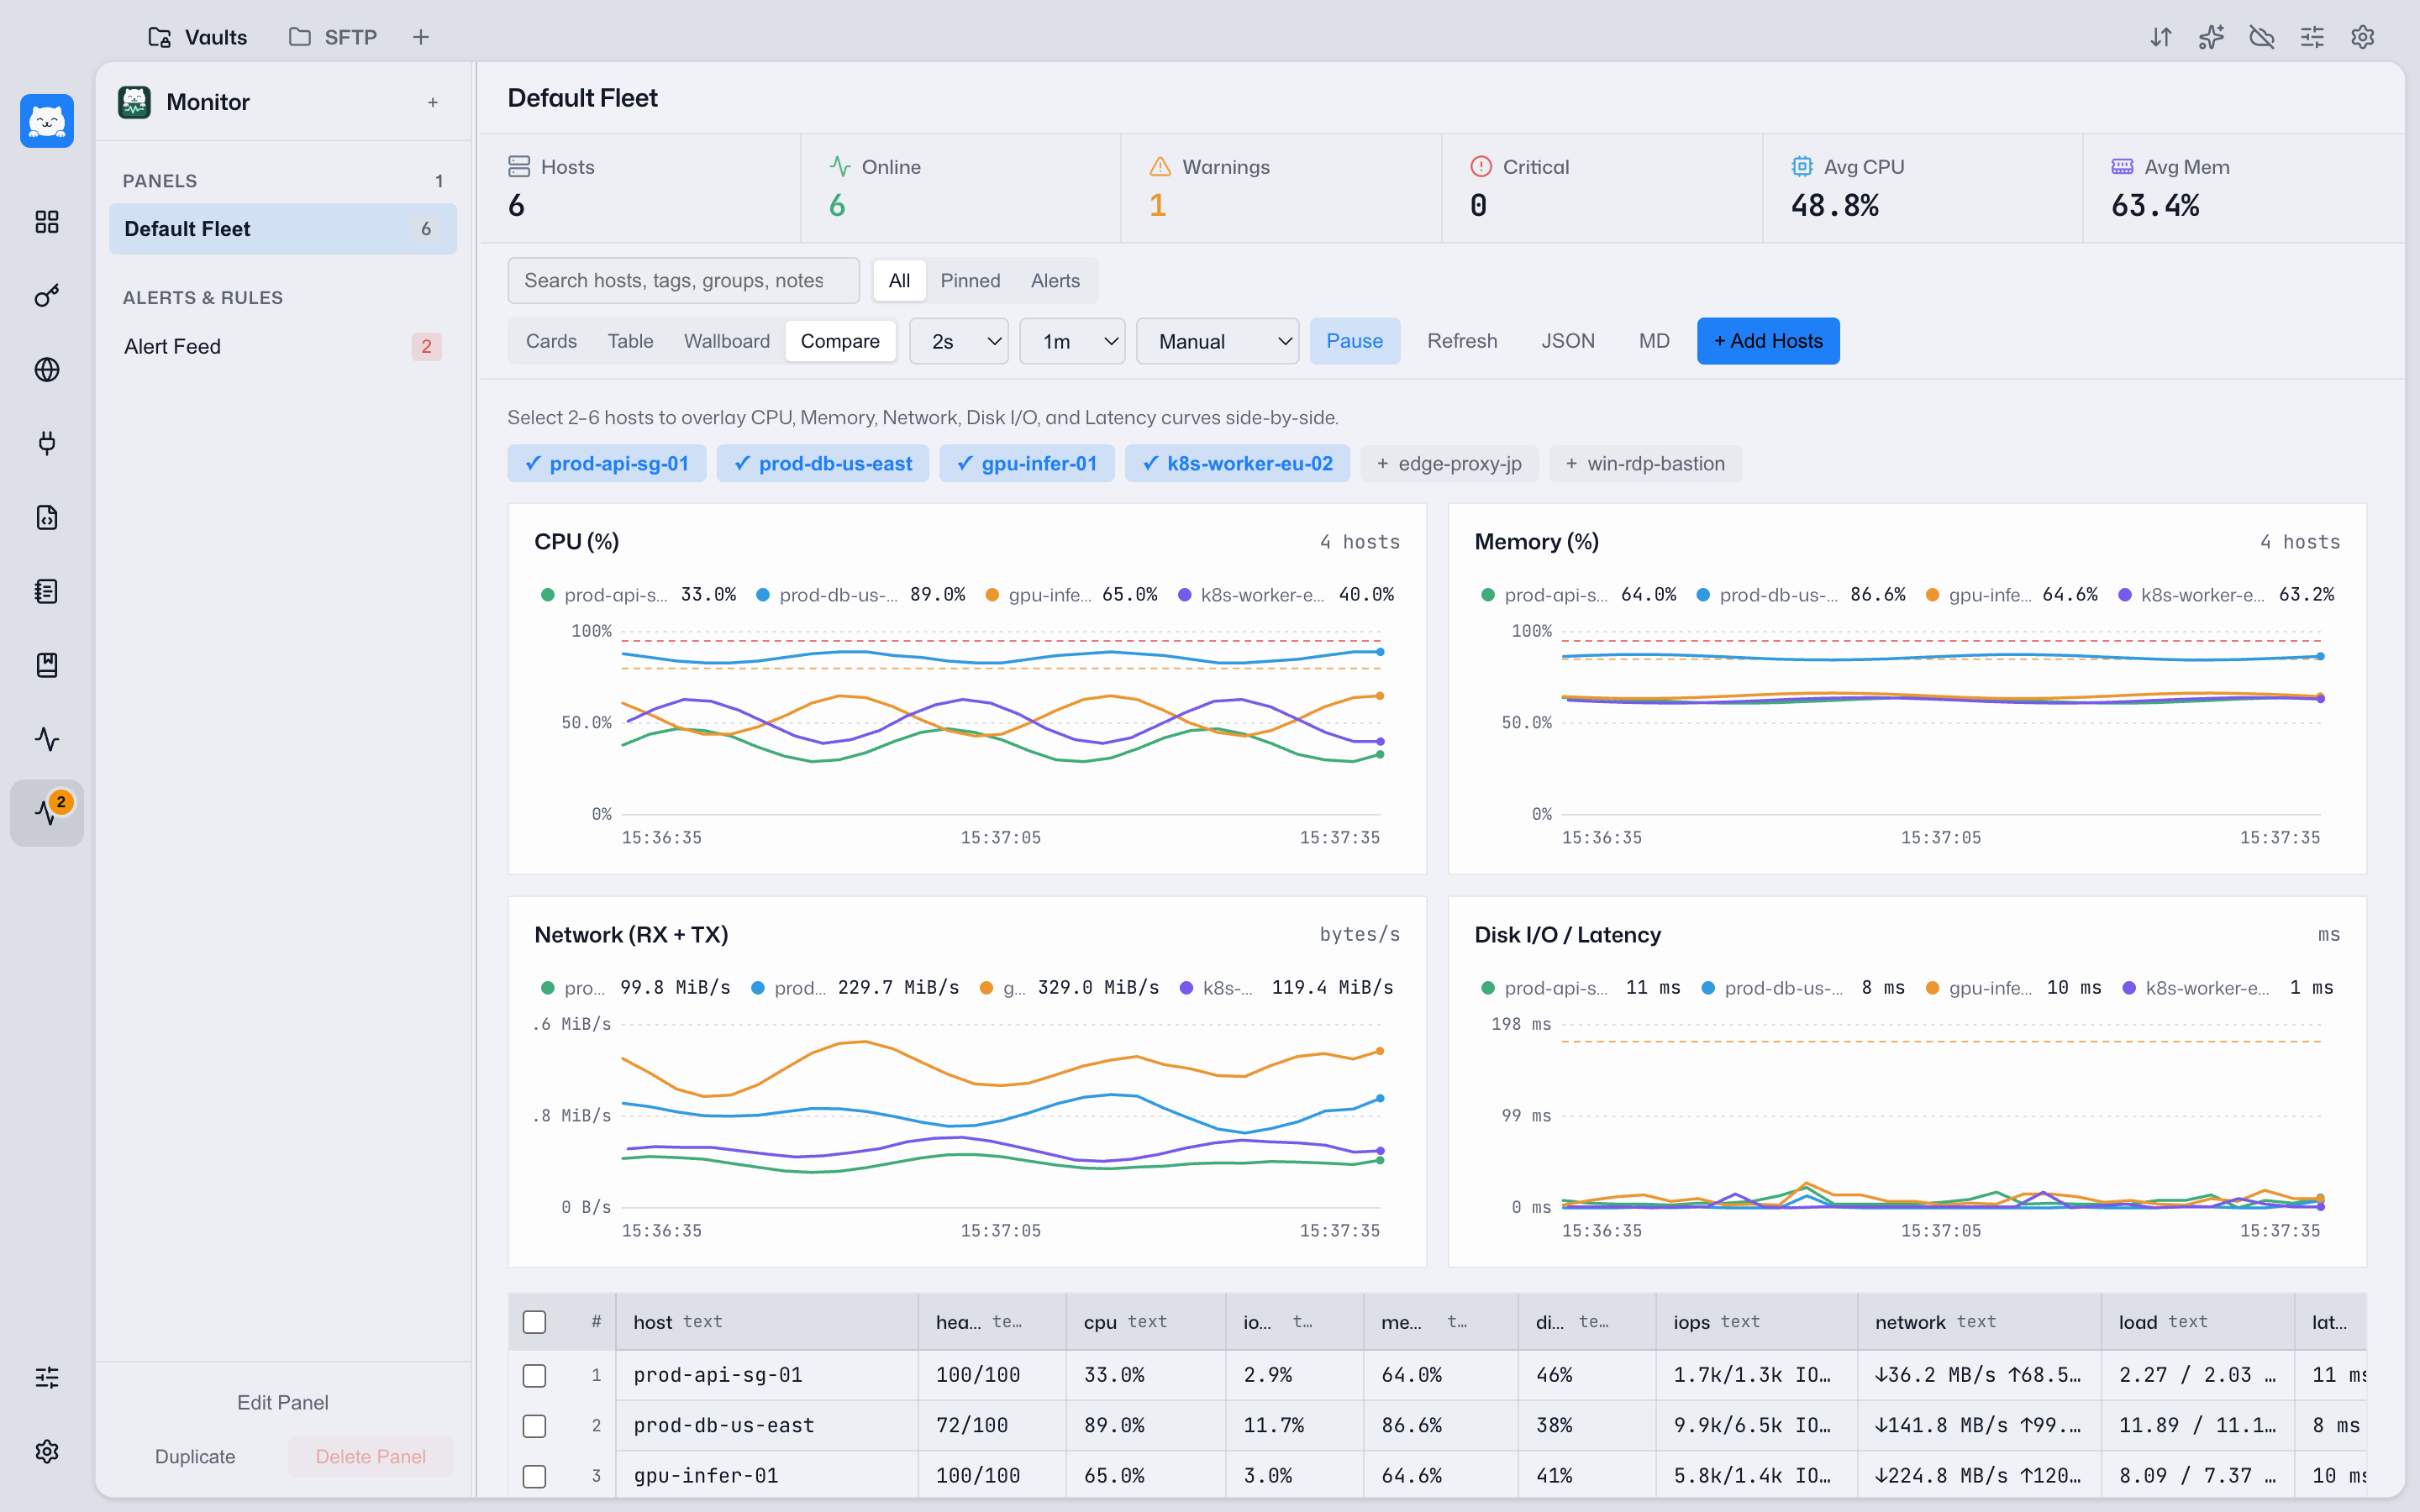 Vaults SFTP +
Monitor +
PANELS 1
Default Fleet 6
ALERTS & RULES
Alert Feed 2
2
Edit Panel
Duplicate Delete Panel
Default Fleet
Hosts Online Warnings Critical Avg CPU Avg Mem
6 6 1 0 48.8% 63.4%
Search hosts, tags, groups, notes All Pinned Alerts
Cards Table Wallboard Compare 2s 1m Manual Pause Refresh JSON MD + Add Hosts
Select 2–6 hosts to overlay CPU, Memory, Network, Disk I/O, and Latency curves side-by-side.
✓ prod-api-sg-01 ✓ prod-db-us-east ✓ gpu-infer-01 ✓ k8s-worker-eu-02 + edge-proxy-jp + win-rdp-bastion
CPU (%) 4 hosts
prod-api-s... 33.0% prod-db-us-... 89.0% gpu-infe... 65.0% k8s-worker-e... 40.0%
100%
50.0%
0%
15:36:35 15:37:05 15:37:35
Memory (%) 4 hosts
prod-api-s... 64.0% prod-db-us-... 86.6% gpu-infe... 64.6% k8s-worker-e... 63.2%
100%
50.0%
0%
15:36:35 15:37:05 15:37:35
Network (RX + TX) bytes/s
pro... 99.8 MiB/s prod... 229.7 MiB/s g... 329.0 MiB/s k8s-... 119.4 MiB/s
.6 MiB/s
.8 MiB/s
0 B/s
15:36:35 15:37:05 15:37:35
Disk I/O / Latency ms
prod-api-s... 11 ms prod-db-us-... 8 ms gpu-infe... 10 ms k8s-worker-e... 1 ms
198 ms
99 ms
0 ms
15:36:35 15:37:05 15:37:35
# host text hea... te... cpu text io... t... me... t... di... te... iops text network text load text lat...
1 prod-api-sg-01 100/100 33.0% 2.9% 64.0% 46% 1.7k/1.3k IO... ↓36.2 MB/s ↑68.5... 2.27 / 2.03 ... 11 ms
2 prod-db-us-east 72/100 89.0% 11.7% 86.6% 38% 9.9k/6.5k IO... ↓141.8 MB/s ↑99.... 11.89 / 11.1... 8 ms
3 gpu-infer-01 100/100 65.0% 3.0% 64.6% 41% 5.8k/1.4k IO... ↓224.8 MB/s ↑120... 8.09 / 7.37 ... 10 ms